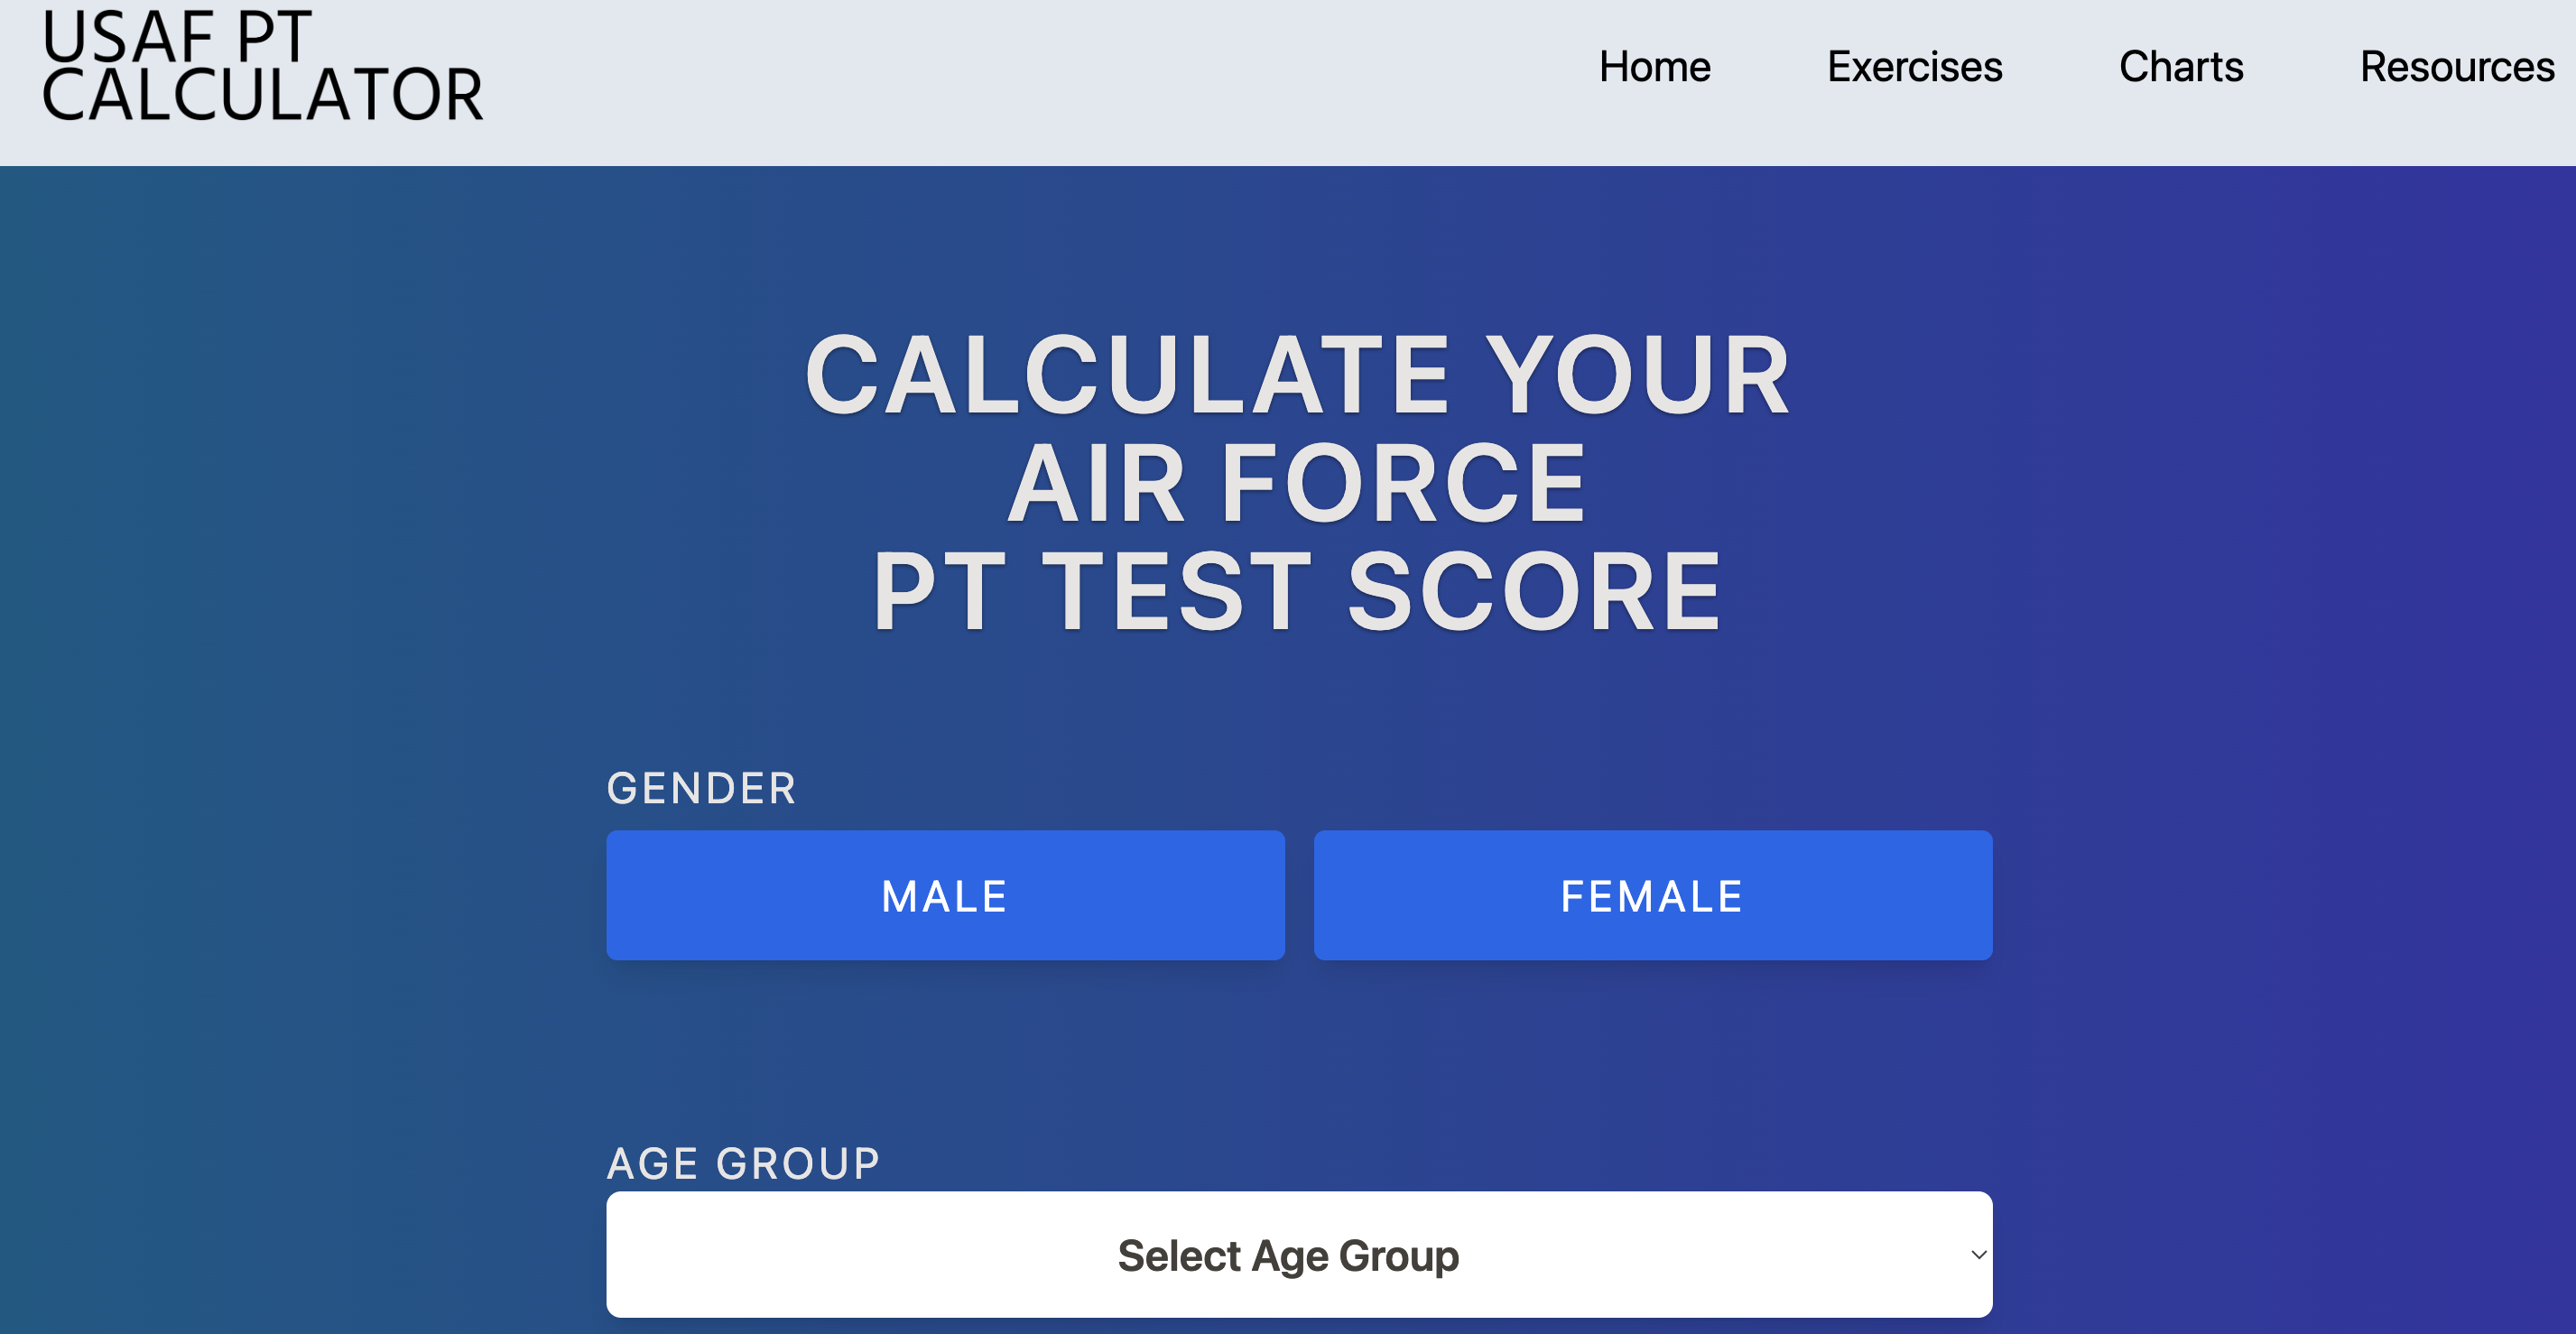 USAF PT
CALCULATOR
Home Exercises Charts Resources
CALCULATE YOUR
AIR FORCE
PT TEST SCORE
GENDER
MALE FEMALE
AGE GROUP
Select Age Group